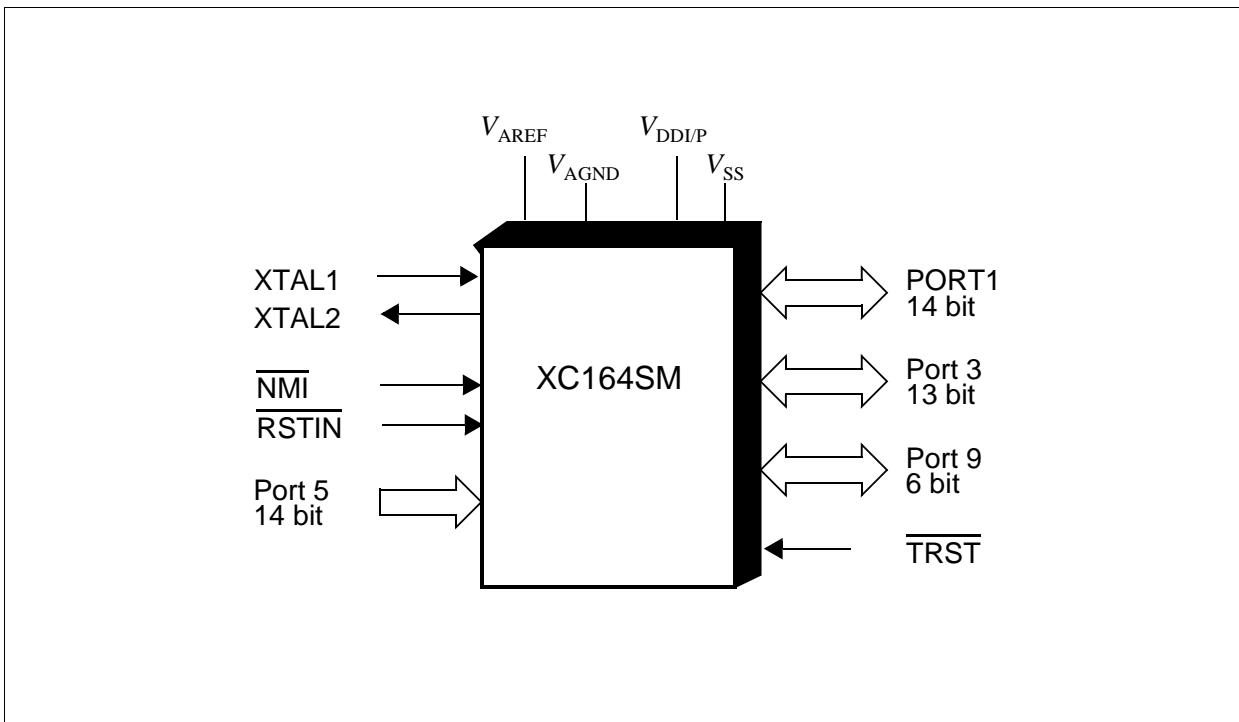 VAREF
VAGND
VDDI/P
VSS
XTAL1
XTAL2
NMI
RSTIN
Port 5
14 bit
XC164SM
PORT1
14 bit
Port 3
13 bit
Port 9
6 bit
TRST